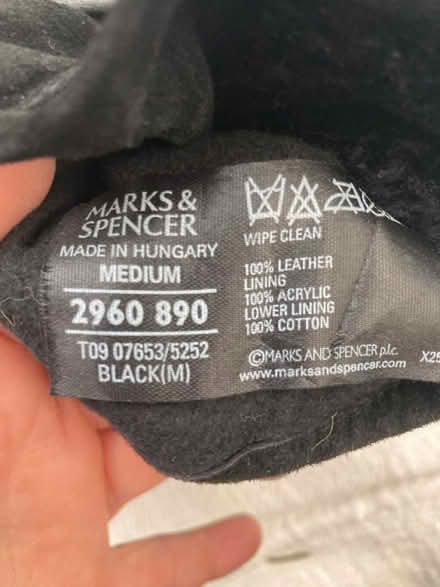 MARKS &
SPENCER
MADE IN HUNGARY
MEDIUM
2960 890
T09 07653/5252
BLACK(M)
WIPE CLEAN
100% LEATHER
LINING
100% ACRYLIC
LOWER LINING
100% COTTON
©MARKS AND SPENCER p.l.c.
www.marksandspencer.com
X25